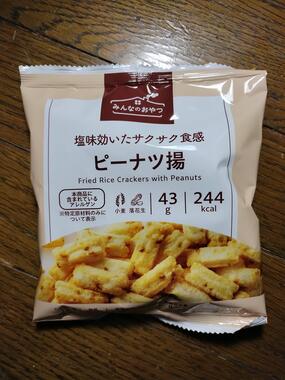 みんなのおやつ
塩味効いたサクサク食感
ピーナツ揚
Fried Rice Crackers with Peanuts
本商品に
含まれている
アレルゲン
※特定原材料のみに
ついて表示
小麦 落花生
43
g
244
kcal